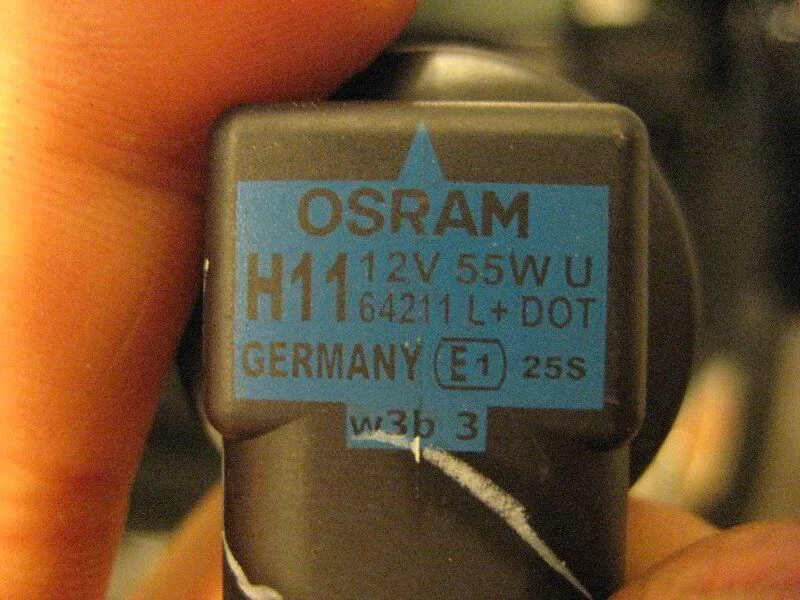 OSRAM
H11 12V 55W U
64211 L+ DOT
GERMANY E1 25S
w3b 3